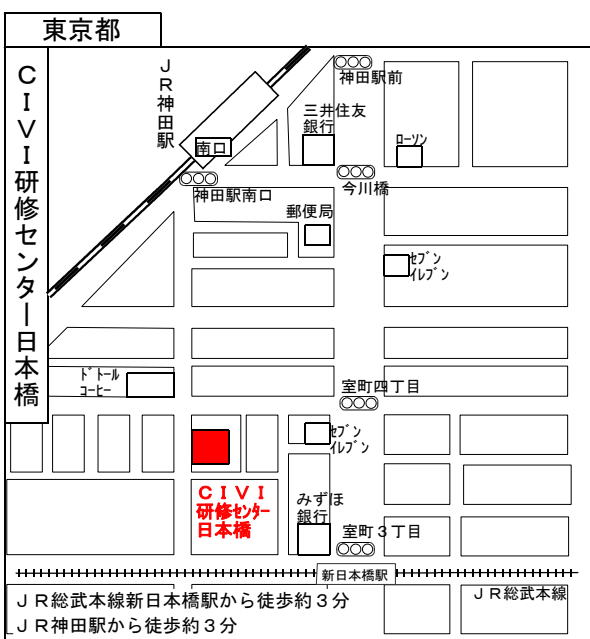 東京都
ＣＩＶＩ研修センター日本橋
ＪＲ神田駅
南口
神田駅前
三井住友
銀行
ﾛｰｿﾝ
神田駅南口
今川橋
郵便局
ｾﾌﾞﾝ
ｲﾚﾌﾞﾝ
ﾄﾞﾄｰﾙ
ｺｰﾋｰ
室町四丁目
ｾﾌﾞﾝ
ｲﾚﾌﾞﾝ
ＣＩＶＩ
研修ｾﾝﾀｰ
日本橋
みずほ
銀行
室町３丁目
新日本橋駅
ＪＲ総武本線
ＪＲ総武本線新日本橋駅から徒歩約３分
ＪＲ神田駅から徒歩約３分